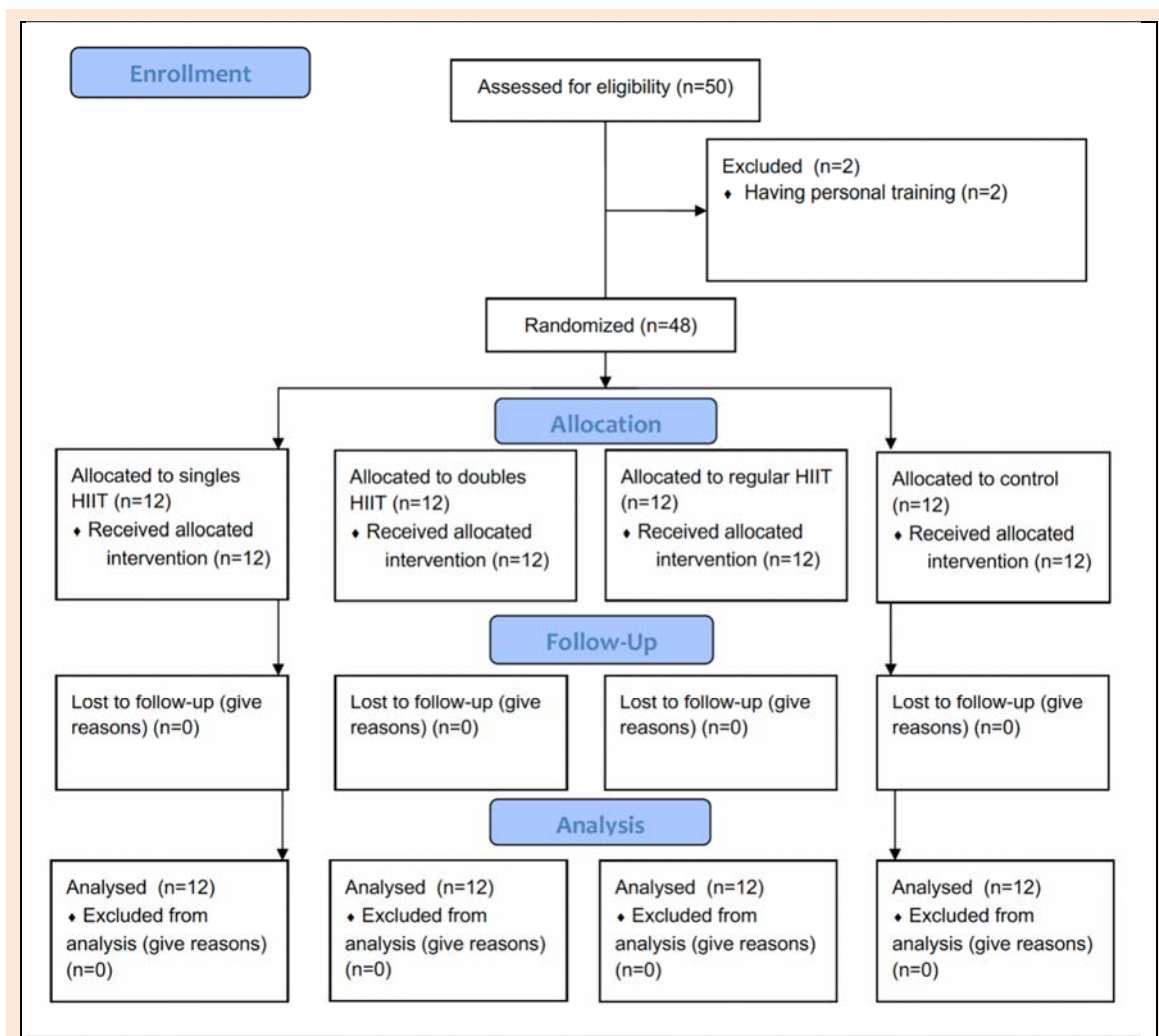 Enrollment
Assessed for eligibility (n=50)
Excluded (n=2)
♦ Having personal training (n=2)
Randomized (n=48)
Allocation
Allocated to singles
HIIT (n=12)
♦ Received allocated
intervention (n=12)
Allocated to doubles
HIIT (n=12)
♦ Received allocated
intervention (n=12)
Allocated to regular HIIT
(n=12)
♦ Received allocated
intervention (n=12)
Allocated to control
(n=12)
♦ Received allocated
intervention (n=12)
Follow-Up
Lost to follow-up (give
reasons) (n=0)
Lost to follow-up (give
reasons) (n=0)
Lost to follow-up (give
reasons) (n=0)
Lost to follow-up (give
reasons) (n=0)
Analysis
Analysed (n=12)
♦ Excluded from
analysis (give reasons)
(n=0)
Analysed (n=12)
♦ Excluded from
analysis (give reasons)
(n=0)
Analysed (n=12)
♦ Excluded from
analysis (give reasons)
(n=0)
Analysed (n=12)
♦ Excluded from
analysis (give reasons)
(n=0)